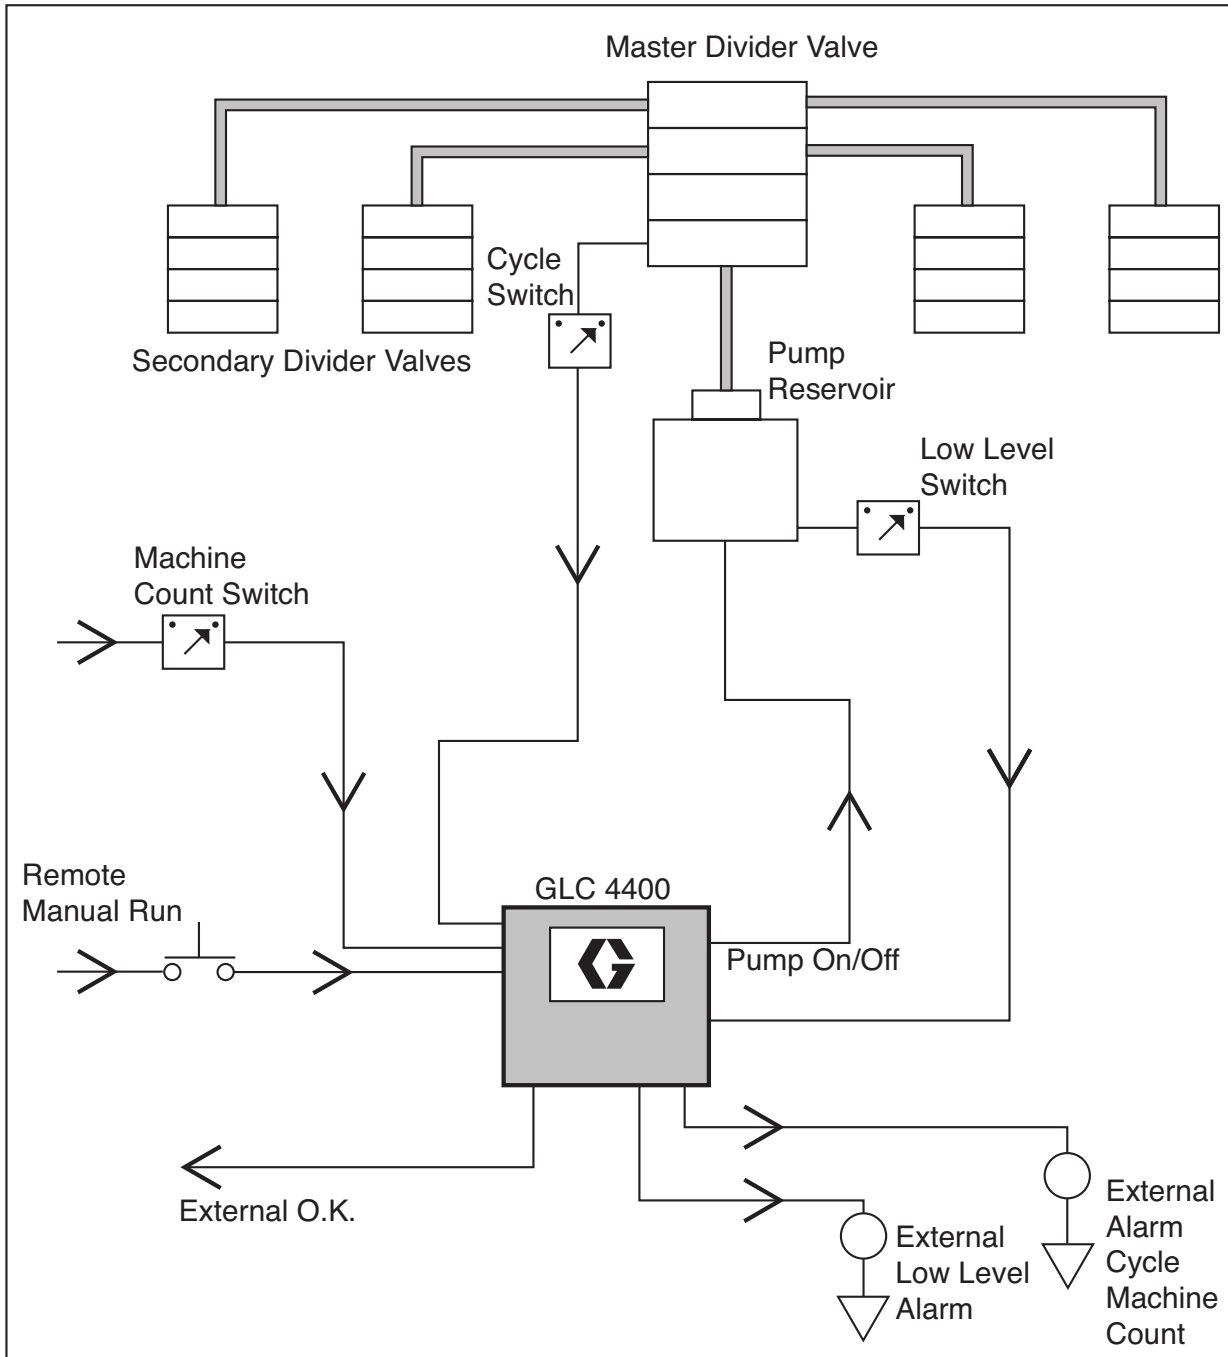 Master Divider Valve
Cycle
Switch
Secondary Divider Valves
Pump
Reservoir
Low Level
Switch
Machine
Count Switch
Remote
Manual Run
GLC 4400
G
Pump On/Off
External O.K.
External
Low Level
Alarm
External
Alarm
Cycle
Machine
Count